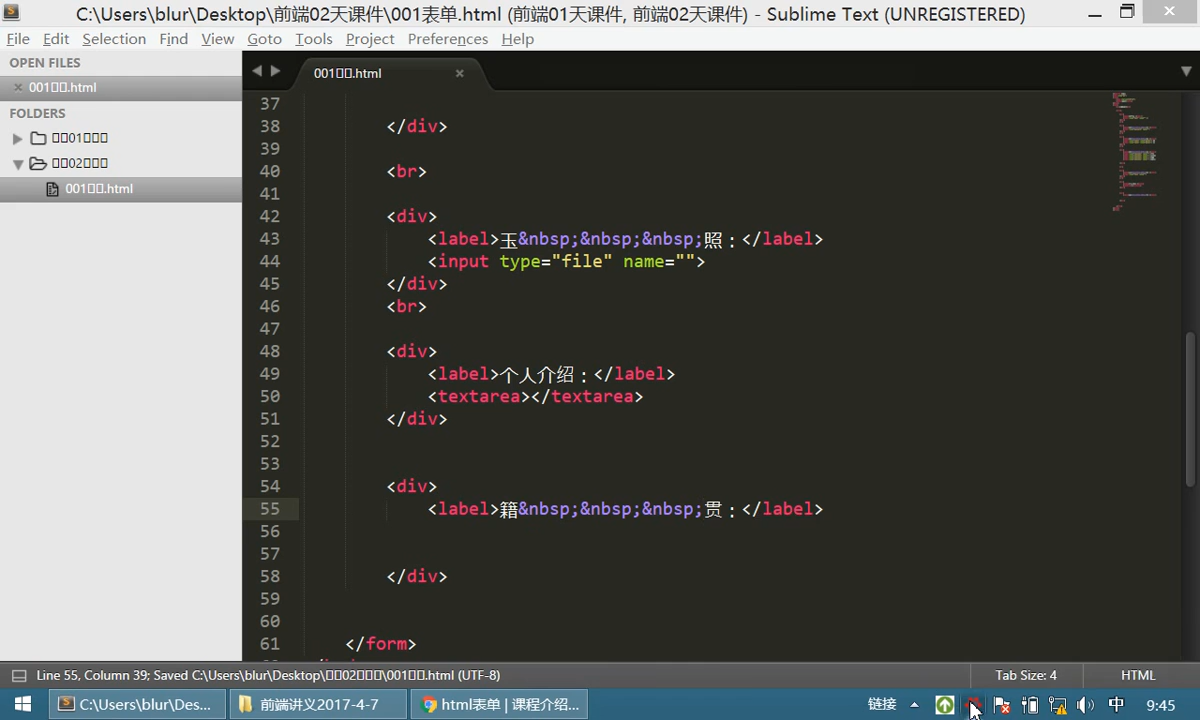 C:\Users\blur\Desktop\前端02天课件\001表单.html (前端01天课件, 前端02天课件) - Sublime Text (UNREGISTERED)
File Edit Selection Find View Goto Tools Project Preferences Help
OPEN FILES
001□□.html
FOLDERS
□□01□□□
□□02□□□
001□□.html
001□□.html
37
38 </div>
39
40 <br>
41
42 <div>
43 <label>玉&nbsp;&nbsp;&nbsp;照：</label>
44 <input type="file" name="">
45 </div>
46 <br>
47
48 <div>
49 <label>个人介绍：</label>
50 <textarea></textarea>
51 </div>
52
53
54 <div>
55 <label>籍&nbsp;&nbsp;&nbsp;贯：</label>
56
57
58 </div>
59
60
61 </form>
Line 55, Column 39; Saved C:\Users\blur\Desktop\□□02□□□\001□□.html (UTF-8)
Tab Size: 4
HTML
C:\Users\blur\Des...
前端讲义2017-4-7
html表单 | 课程介绍...
链接
中
9:45